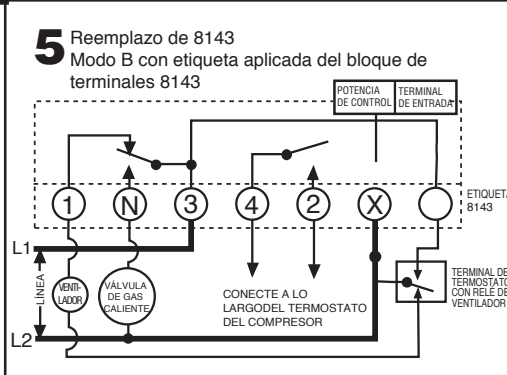 5 Reemplazo de 8143
Modo B con etiqueta aplicada del bloque de
terminales 8143
POTENCIA
DE CONTROL
TERMINAL
DE ENTRADA
1 N 3 4 2 X
ETIQUETA
8143
L1
LÍNEA
VENTI-
LADOR
VÁLVULA
DE GAS
CALIENTE
CONECTE A LO
LARGODEL TERMOSTATO
DEL COMPRESOR
TERMINAL DE
TERMOSTATO
CON RELÉ DE
VENTILADOR
L2